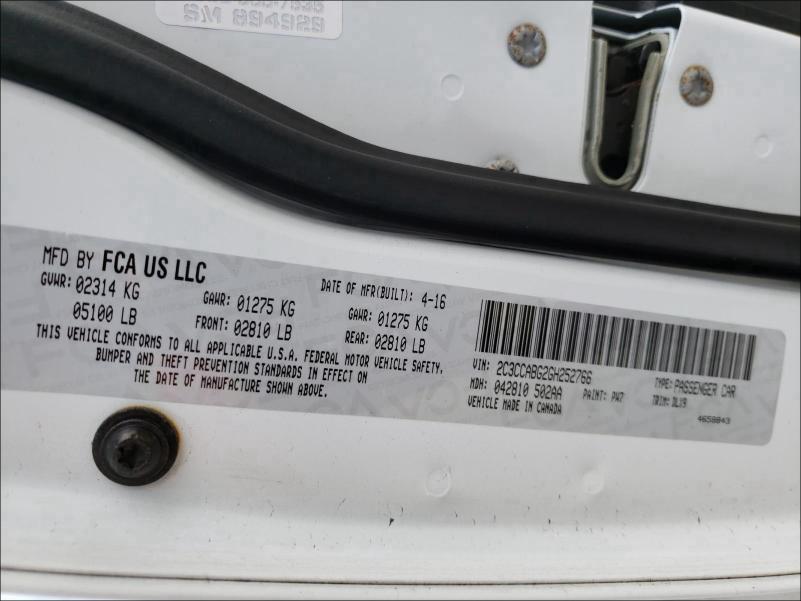 SM 894929
MFD BY FCA US LLC
DATE OF MFR(BUILT): 4-16
GVWR: 02314 KG
GAWR: 01275 KG
GAWR: 01275 KG
05100 LB
FRONT: 02810 LB
REAR: 02810 LB
THIS VEHICLE CONFORMS TO ALL APPLICABLE U.S.A. FEDERAL MOTOR VEHICLE SAFETY.
BUMPER AND THEFT PREVENTION STANDARDS IN EFFECT ON
THE DATE OF MANUFACTURE SHOWN ABOVE.
VIN: 2C3CCABG2GH252766
TYPE: PASSENGER CAR
MDH: 042810 502AA
PAINT: PW7
TRIM: DLX9
VEHICLE MADE IN CANADA
4658843